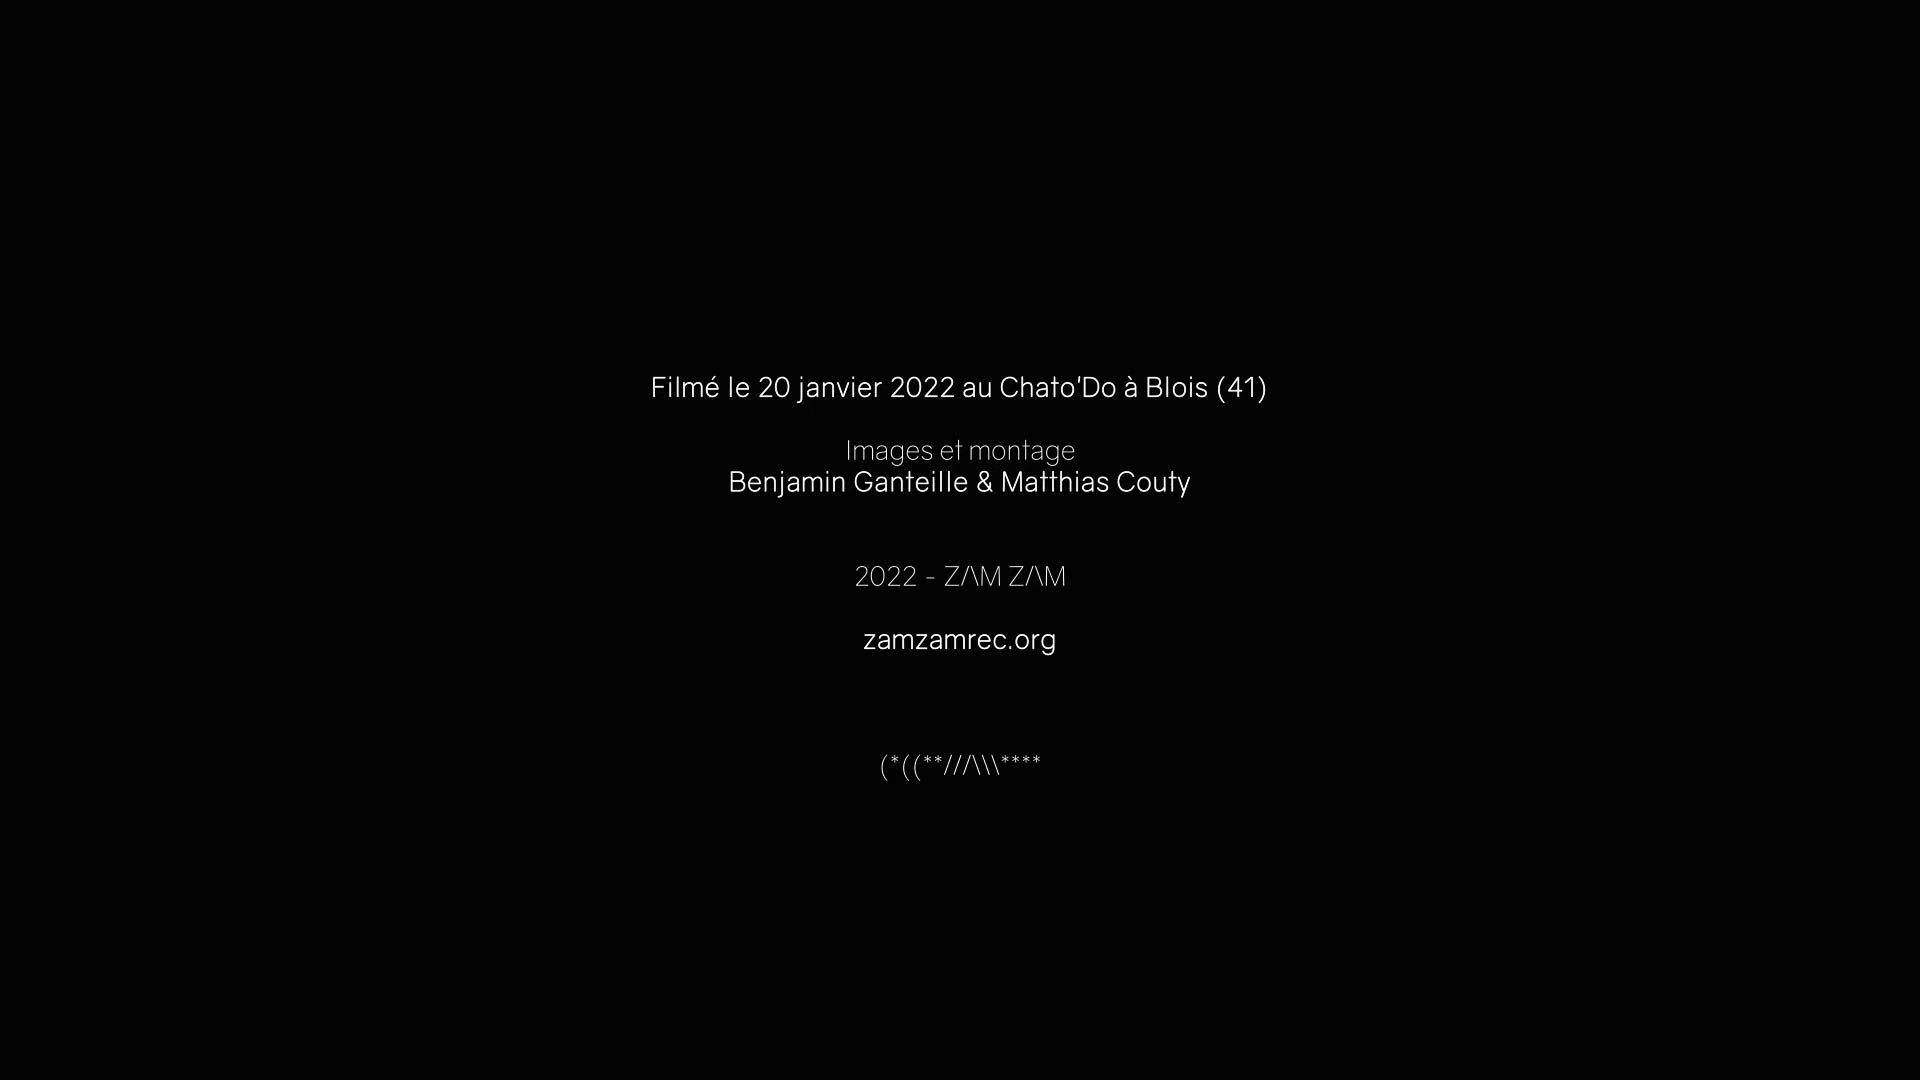 Filmé le 20 janvier 2022 au Chato'Do à Blois (41)
Images et montage
Benjamin Ganteille & Matthias Couty
2022 - Z/\M Z/\M
zamzamrec.org
(*((**///\\\****